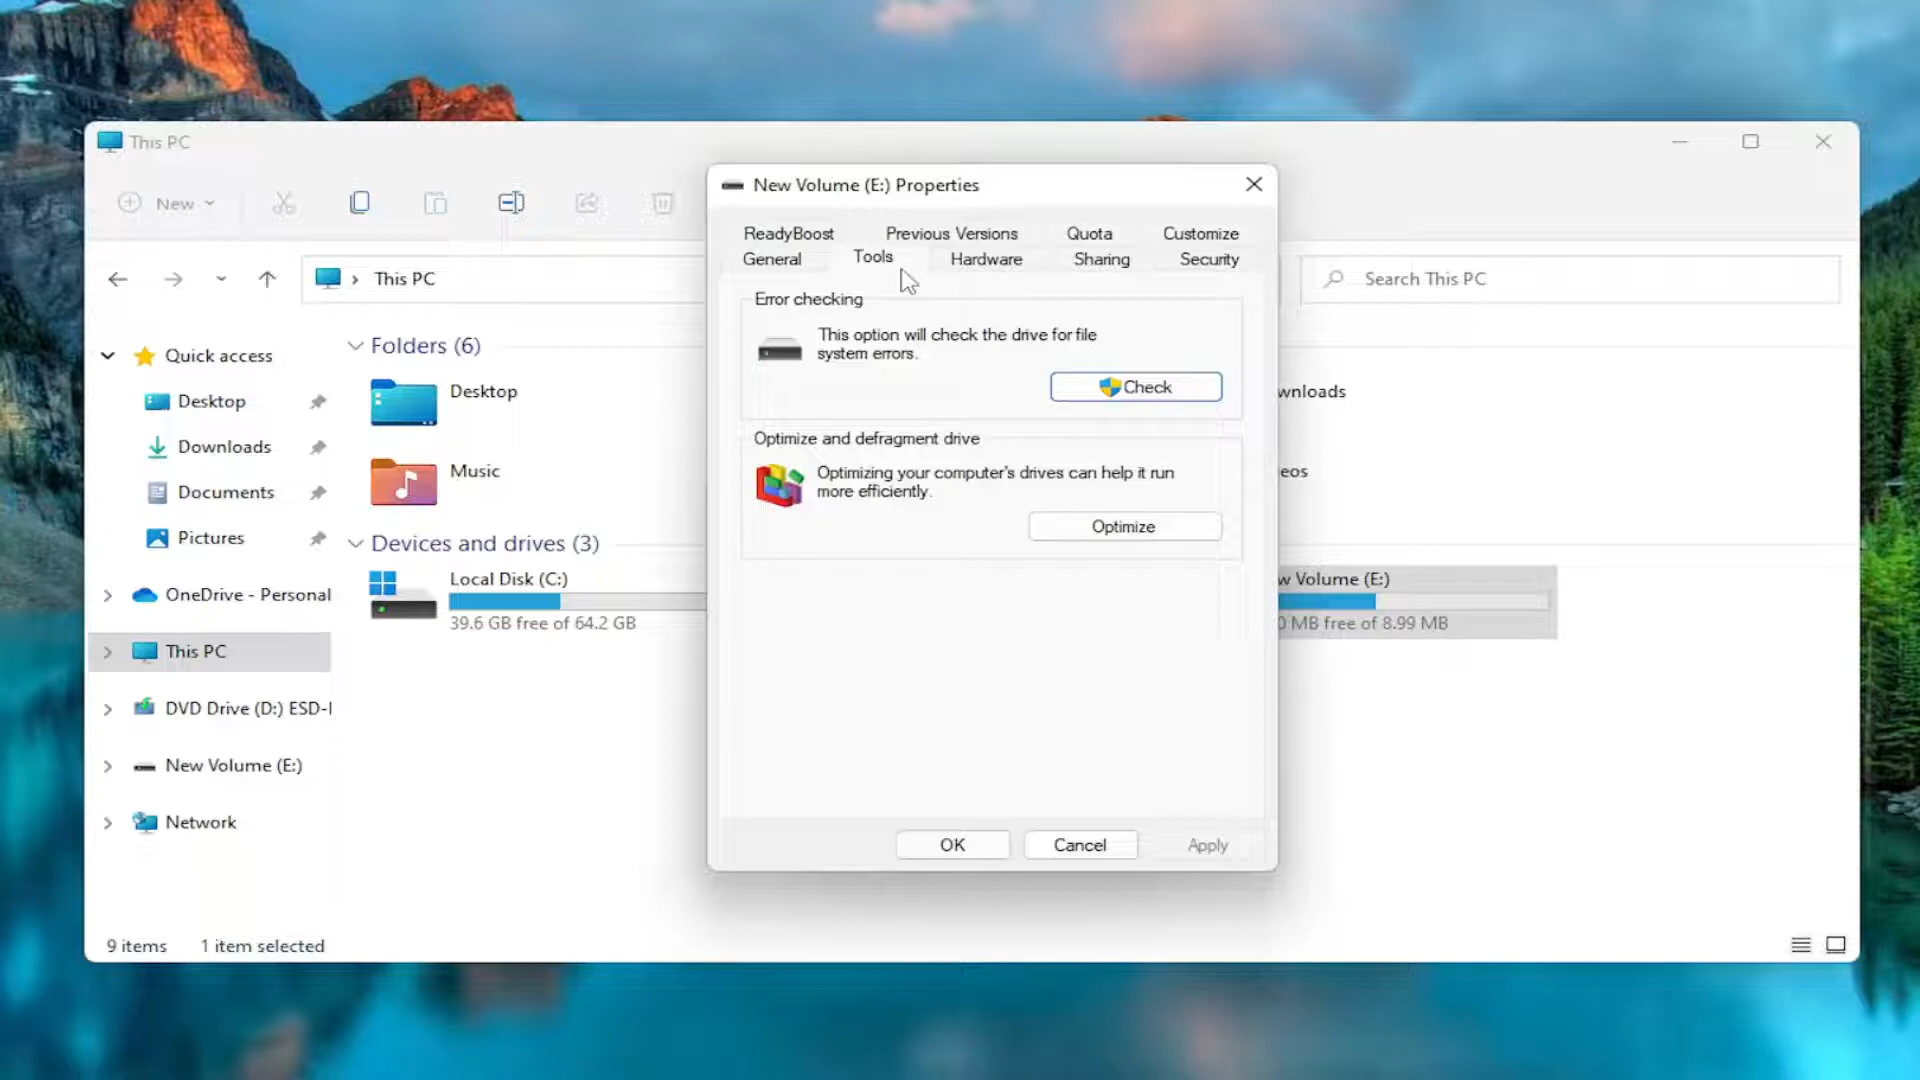 This PC
New
This PC
Search This PC
Quick access
Desktop
Downloads
Documents
Pictures
OneDrive - Personal
This PC
DVD Drive (D:) ESD-I
New Volume (E:)
Network
Folders (6)
Desktop
Music
wnloads
eos
Devices and drives (3)
Local Disk (C:)
39.6 GB free of 64.2 GB
w Volume (E:)
0 MB free of 8.99 MB
New Volume (E:) Properties
ReadyBoost Previous Versions Quota Customize
General Tools Hardware Sharing Security
Error checking
This option will check the drive for file
system errors.
Check
Optimize and defragment drive
Optimizing your computer's drives can help it run
more efficiently.
Optimize
OK Cancel Apply
9 items 1 item selected